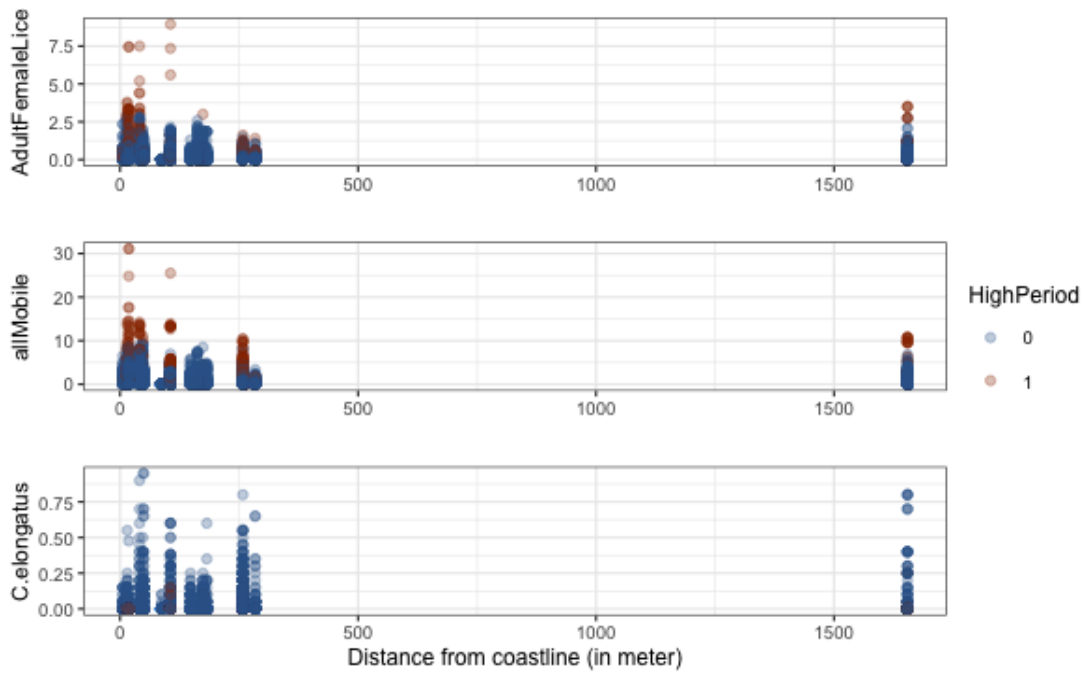 AdultFemaleLice
7.5
5.0
2.5
0.0
0 500 1000 1500
allMobile
30
20
10
0
0 500 1000 1500
HighPeriod
0
1
C.elongatus
0.75
0.50
0.25
0.00
0 500 1000 1500
Distance from coastline (in meter)